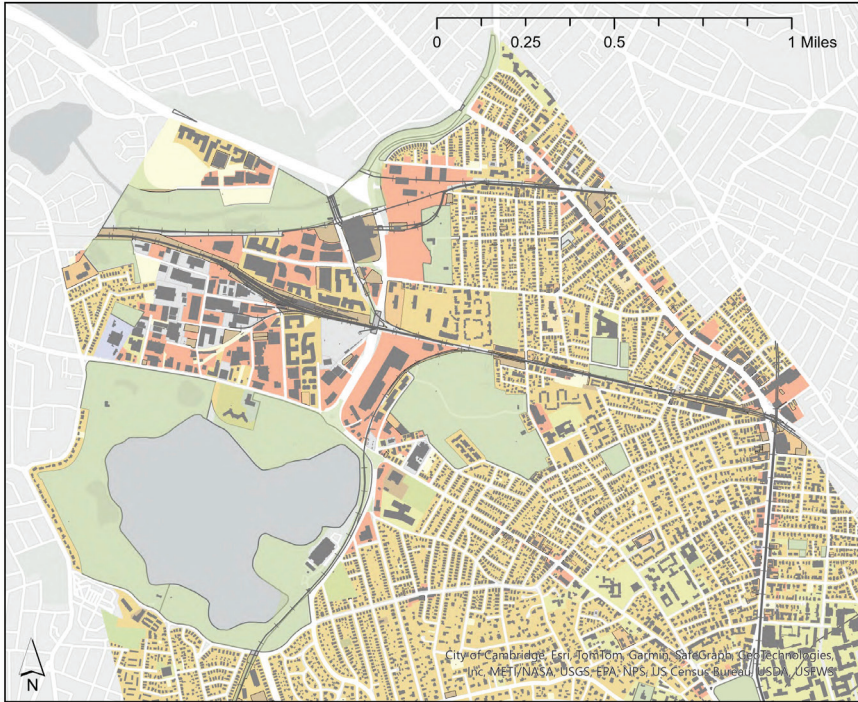 0 0.25 0.5 1 Miles
N
City of Cambridge, Esri, TomTom, Garmin, SafeGraph, GeoTechnologies,
Inc, METI/NASA, USGS, EPA, NPS, US Census Bureau, USDA, USFWS